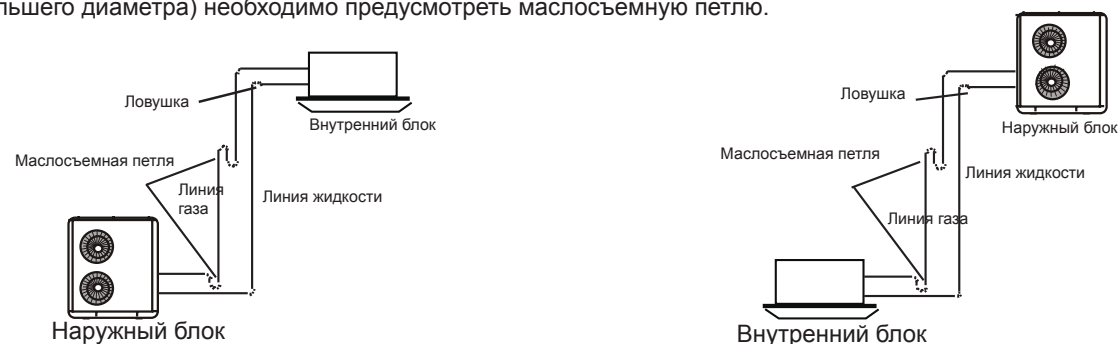 льшего диаметра) необходимо предусмотреть маслосъемную петлю.
Ловушка
Внутренний блок
Маслосъемная петля
Линия
газа
Линия жидкости
Наружный блок
Ловушка
Наружный блок
Маслосъемная петля
Линия жидкости
Линия газа
Внутренний блок